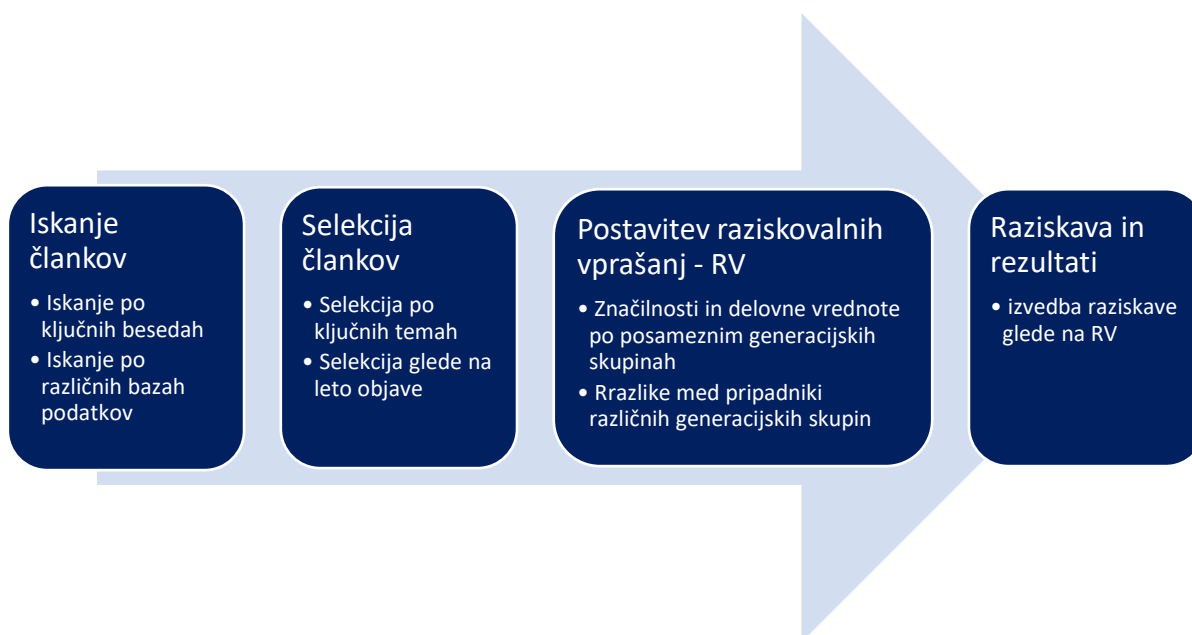 Iskanje
člankov
• Iskanje po
ključnih besedah
• Iskanje po
različnih bazah
podatkov
Selekcija
člankov
• Selekcija po
ključnih temah
• Selekcija glede na
leto objave
Postavitev raziskovalnih
vprašanj - RV
• Značilnosti in delovne vrednote
po posameznim generacijskih
skupinah
• Rrazlike med pripadniki
različnih generacijskih skupin
Raziskava in
rezultati
• izvedba raziskave
glede na RV